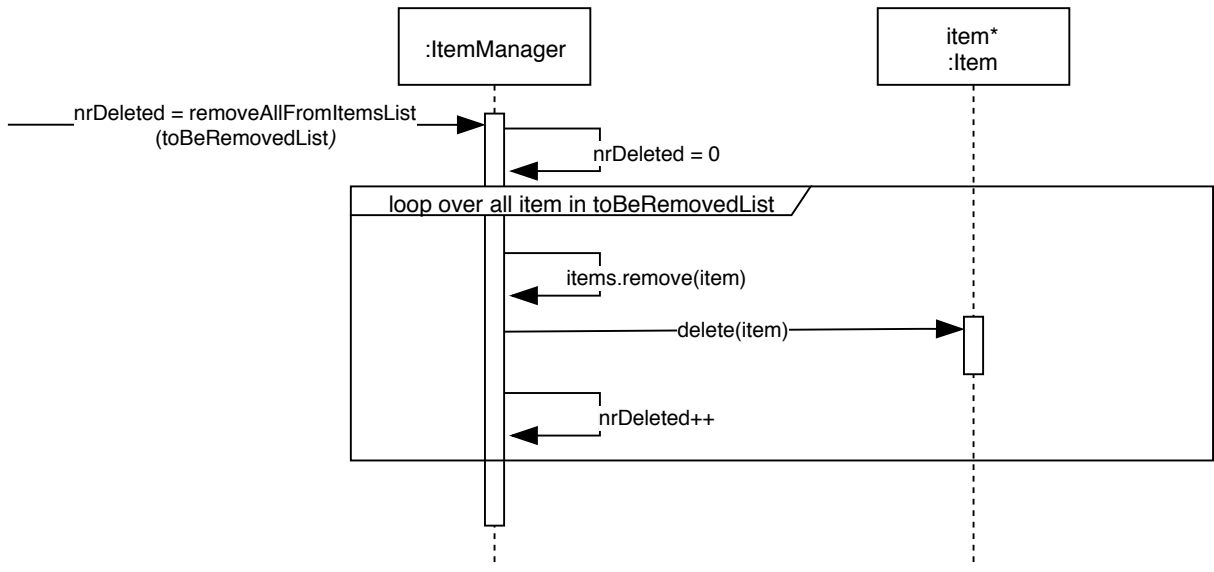 :ItemManager
item*
:Item
nrDeleted = removeAllFromItemsList
(toBeRemovedList)
nrDeleted = 0
loop over all item in toBeRemovedList
items.remove(item)
delete(item)
nrDeleted++